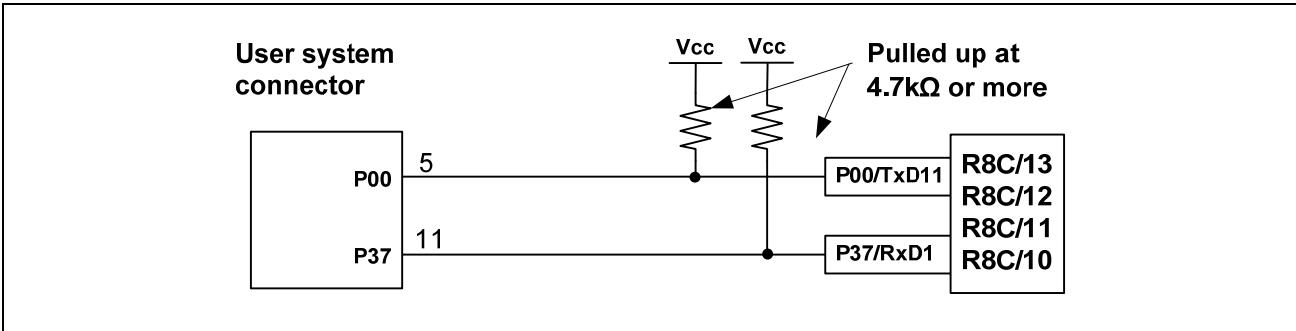 User system
connector
Vcc Vcc
Pulled up at
4.7kΩ or more
P00
5
P00/TxD11
R8C/13
R8C/12
R8C/11
R8C/10
P37
11
P37/RxD1